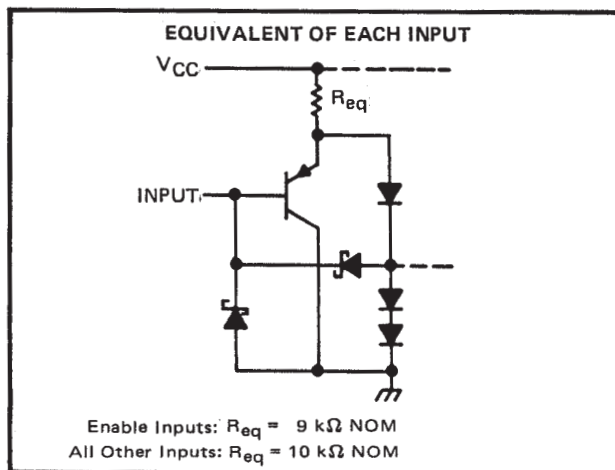 EQUIVALENT OF EACH INPUT
VCC
Req
INPUT
Enable Inputs: Req = 9 kΩ NOM
All Other Inputs: Req = 10 kΩ NOM